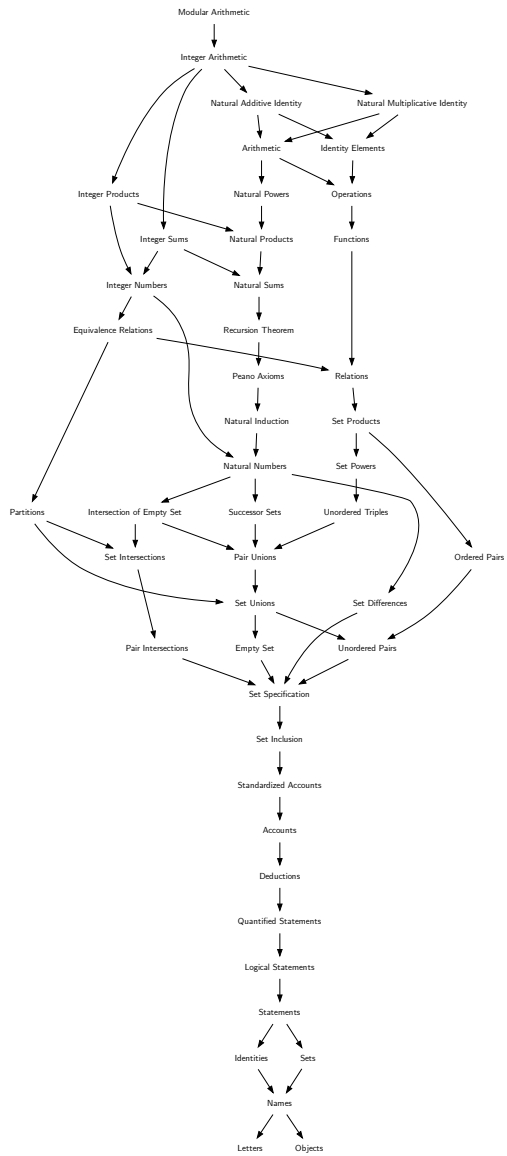 Modular Arithmetic
Integer Arithmetic
Natural Additive Identity
Natural Multiplicative Identity
Arithmetic
Identity Elements
Integer Products
Natural Powers
Operations
Integer Sums
Natural Products
Functions
Integer Numbers
Natural Sums
Equivalence Relations
Recursion Theorem
Peano Axioms
Relations
Natural Induction
Set Products
Natural Numbers
Set Powers
Partitions
Intersection of Empty Set
Successor Sets
Unordered Triples
Set Intersections
Pair Unions
Ordered Pairs
Set Unions
Set Differences
Pair Intersections
Empty Set
Unordered Pairs
Set Specification
Set Inclusion
Standardized Accounts
Accounts
Deductions
Quantified Statements
Logical Statements
Statements
Identities
Sets
Names
Letters
Objects